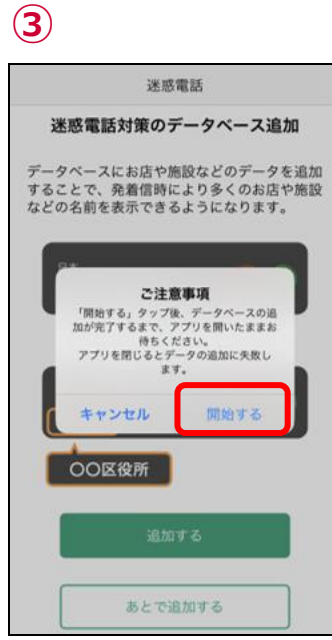 ③
迷惑電話
迷惑電話対策のデータベース追加
データベースにお店や施設などのデータを追加
することで、発着信時により多くのお店や施設
などの名前を表示できるようになります。
日本
ご注意事項
「開始する」タップ後、データベースの追
加が完了するまで、アプリを開いたままお
待ちください。
アプリを閉じるとデータの追加に失敗し
ます。
キャンセル 開始する
〇〇区役所
追加する
あとで追加する